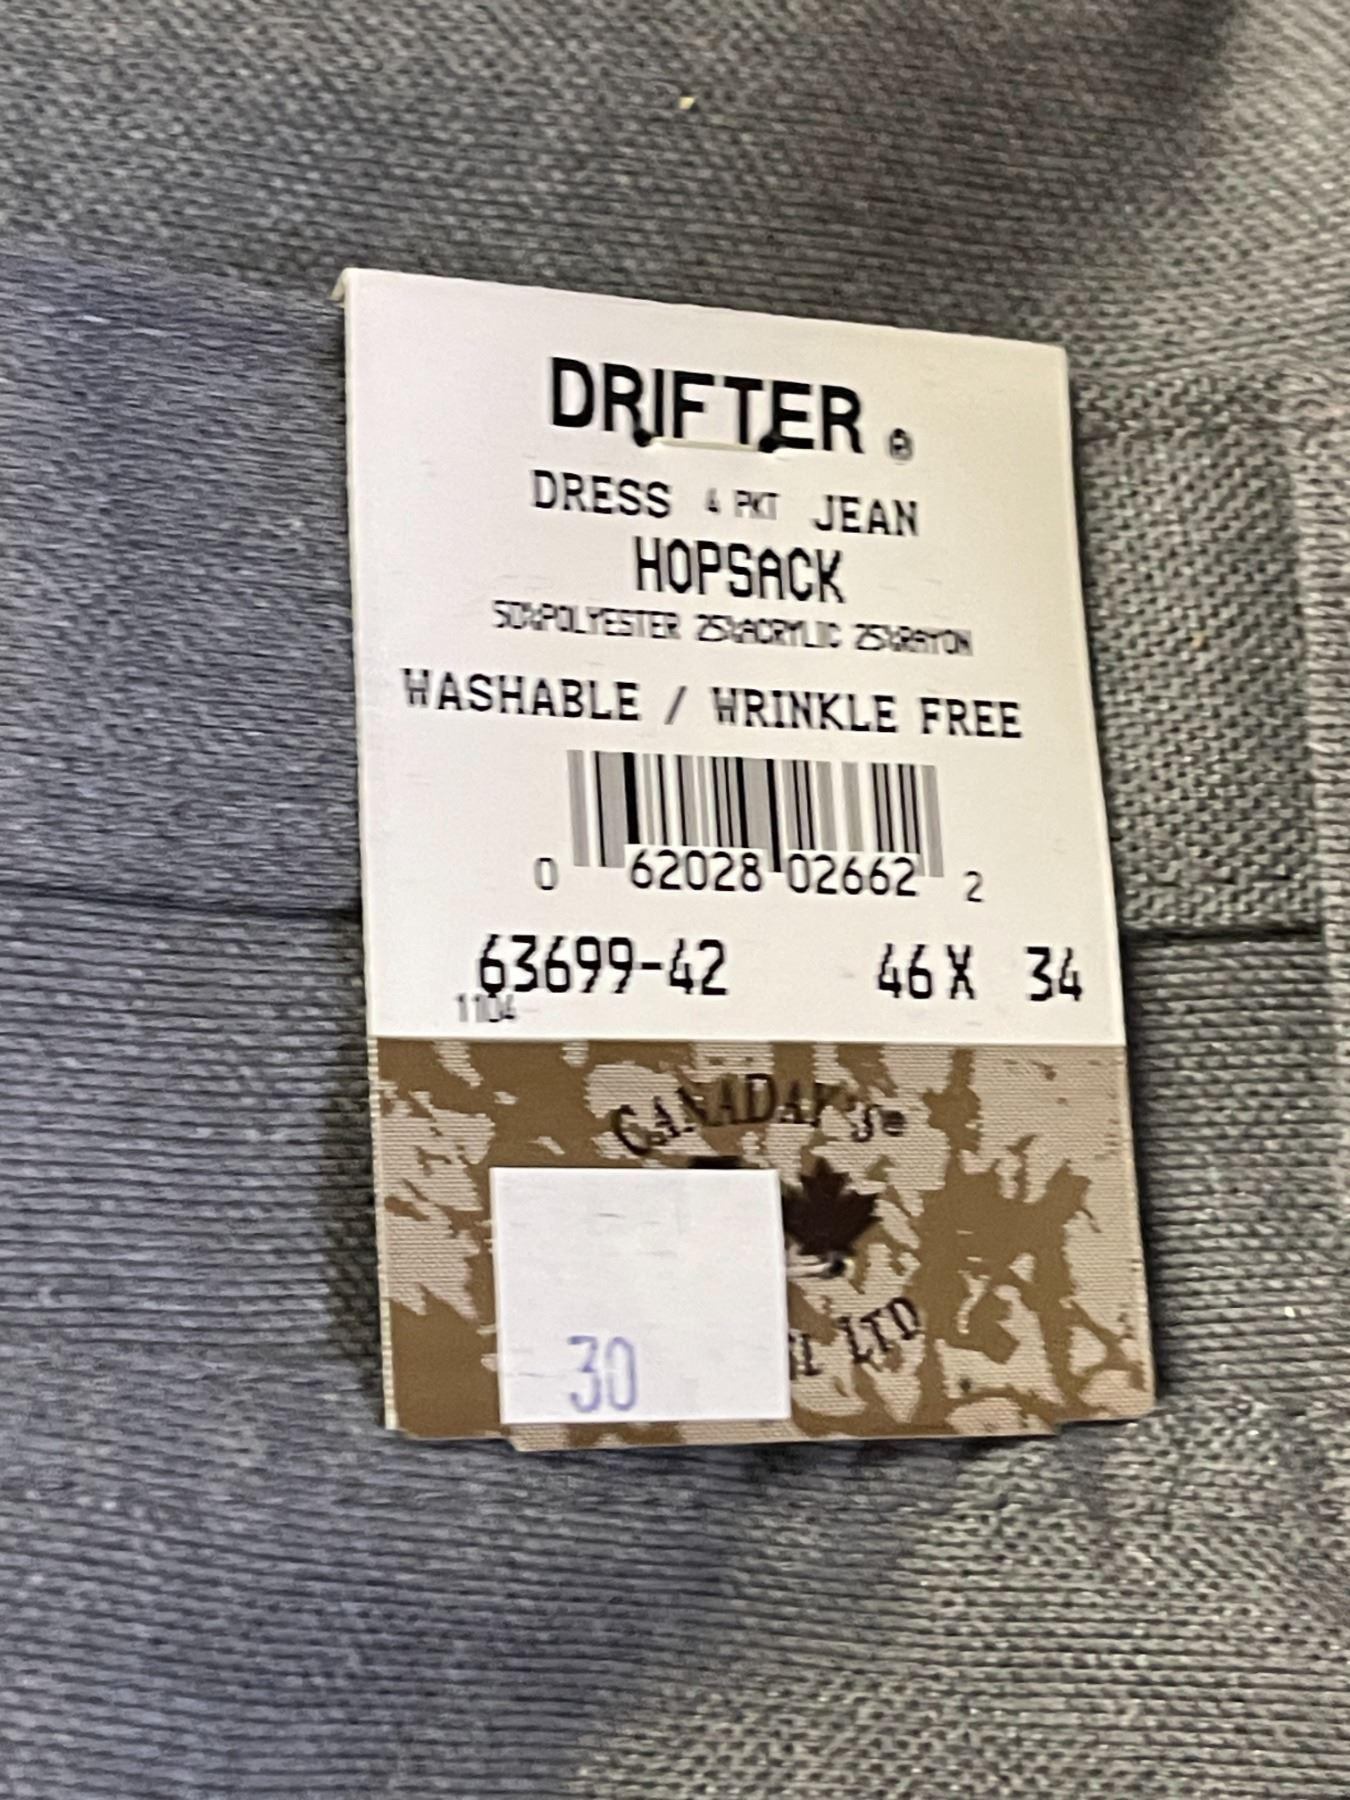 DRIFTER ®
DRESS 4 PKT JEAN
HOPSACK
50%POLYESTER 25%ACRYLIC 25%RAYON
WASHABLE / WRINKLE FREE
0 62028 02662 2
63699-42 46 X 34
1104
CANADAY'S®
LTD
30